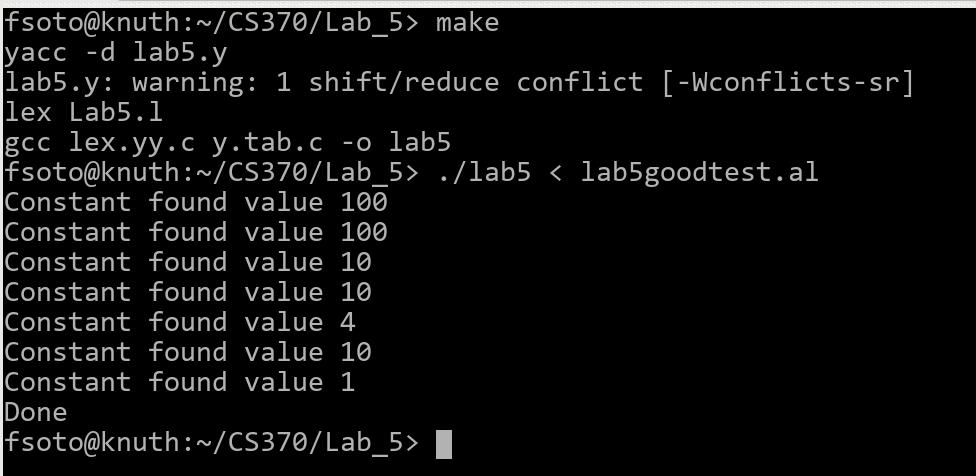 fsoto@knuth:~/CS370/Lab_5> make
yacc -d lab5.y
lab5.y: warning: 1 shift/reduce conflict [-Wconflicts-sr]
lex Lab5.l
gcc lex.yy.c y.tab.c -o lab5
fsoto@knuth:~/CS370/Lab_5> ./lab5 < lab5goodtest.al
Constant found value 100
Constant found value 100
Constant found value 10
Constant found value 10
Constant found value 4
Constant found value 10
Constant found value 1
Done
fsoto@knuth:~/CS370/Lab_5>